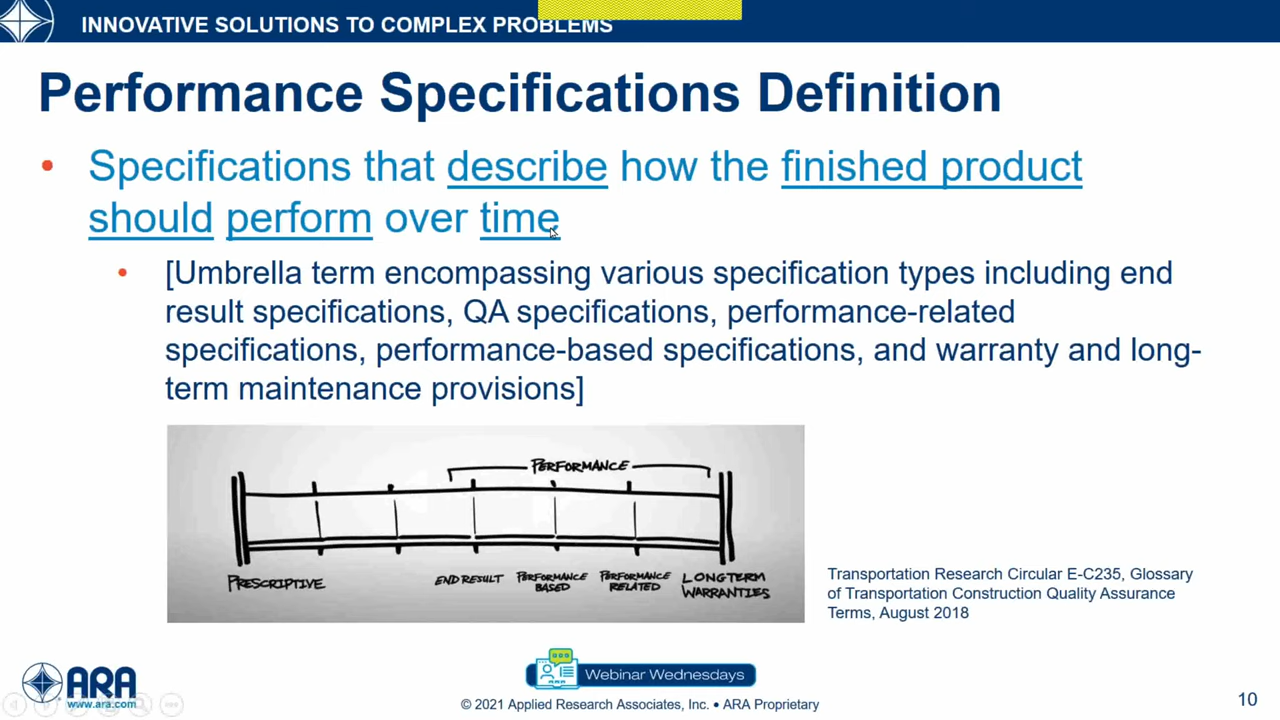 INNOVATIVE SOLUTIONS TO COMPLEX PROBLEMS
Performance Specifications Definition
• Specifications that describe how the finished product
should perform over time
• [Umbrella term encompassing various specification types including end
result specifications, QA specifications, performance-related
specifications, performance-based specifications, and warranty and long-
term maintenance provisions]
PERFORMANCE
PRESCRIPTIVE
END RESULT
PERFORMANCE
BASED
PERFORMANCE
RELATED
LONG TERM
WARRANTIES
Transportation Research Circular E-C235, Glossary
of Transportation Construction Quality Assurance
Terms, August 2018
ARA
www.ara.com
Webinar Wednesdays
© 2021 Applied Research Associates, Inc. • ARA Proprietary
10